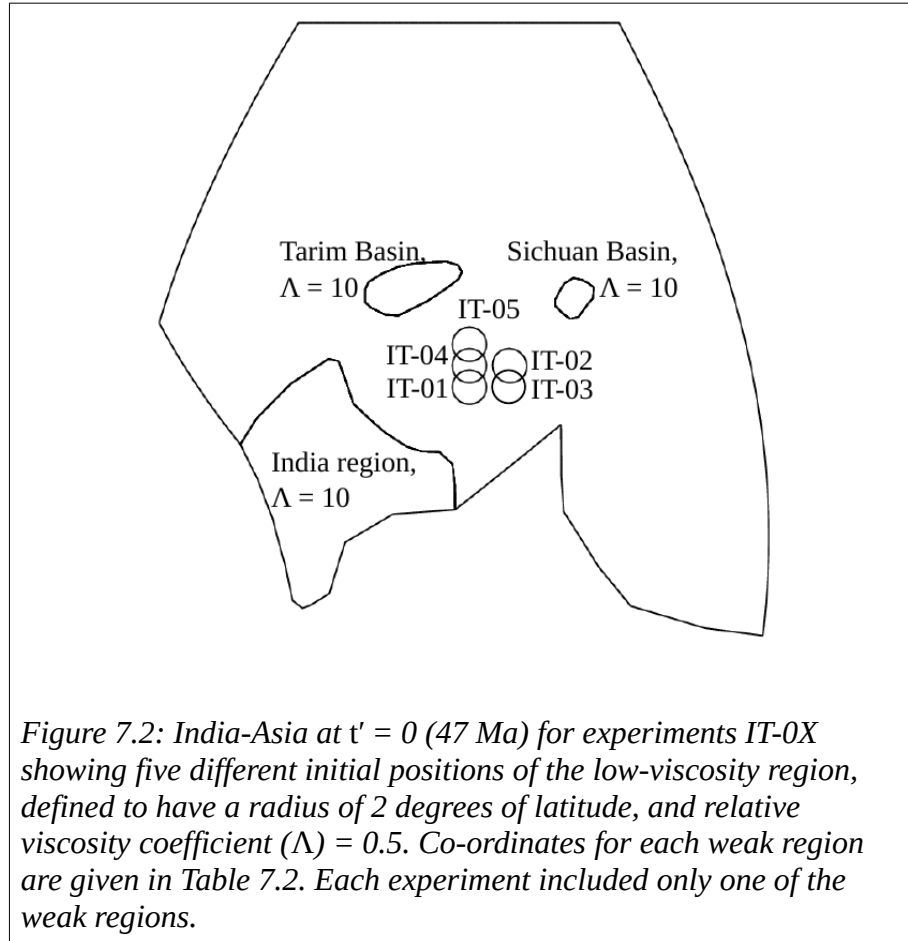 Tarim Basin,
Λ = 10
Sichuan Basin,
Λ = 10
IT-05
IT-04
IT-02
IT-01
IT-03
India region,
Λ = 10
Figure 7.2: India-Asia at t' = 0 (47 Ma) for experiments IT-0X
showing five different initial positions of the low-viscosity region,
defined to have a radius of 2 degrees of latitude, and relative
viscosity coefficient (Λ) = 0.5. Co-ordinates for each weak region
are given in Table 7.2. Each experiment included only one of the
weak regions.